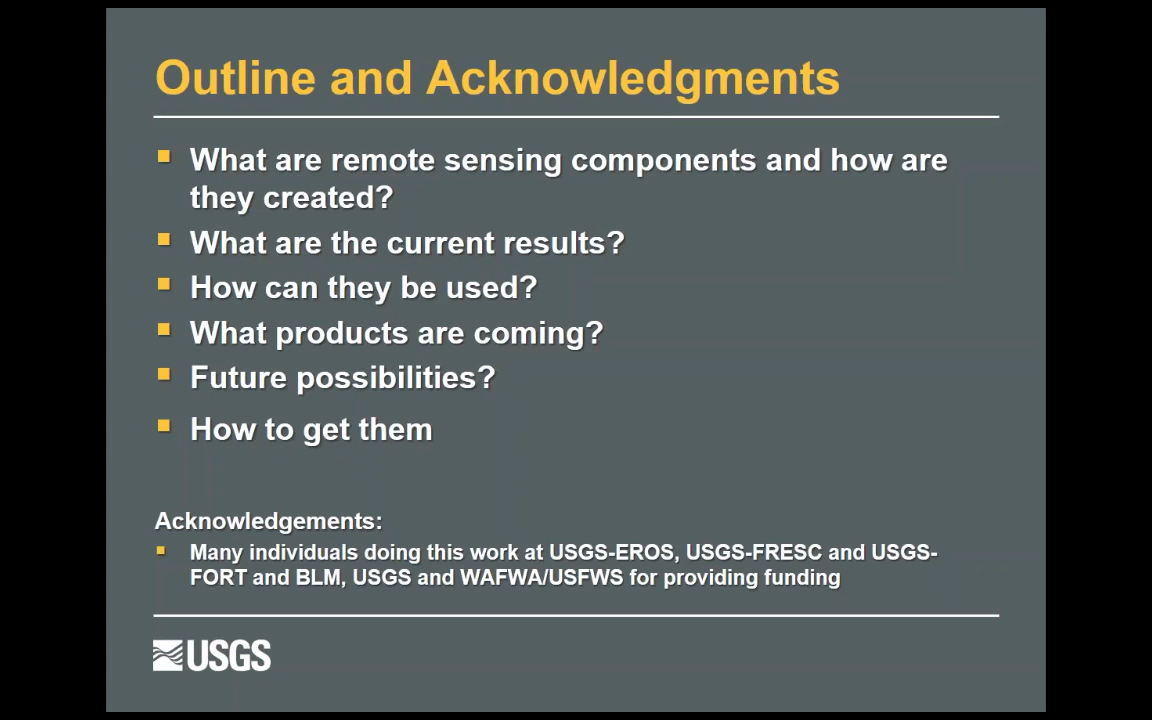 Outline and Acknowledgments
What are remote sensing components and how are
they created?
What are the current results?
How can they be used?
What products are coming?
Future possibilities?
How to get them
Acknowledgements:
Many individuals doing this work at USGS-EROS, USGS-FRESC and USGS-
FORT and BLM, USGS and WAFWA/USFWS for providing funding
USGS